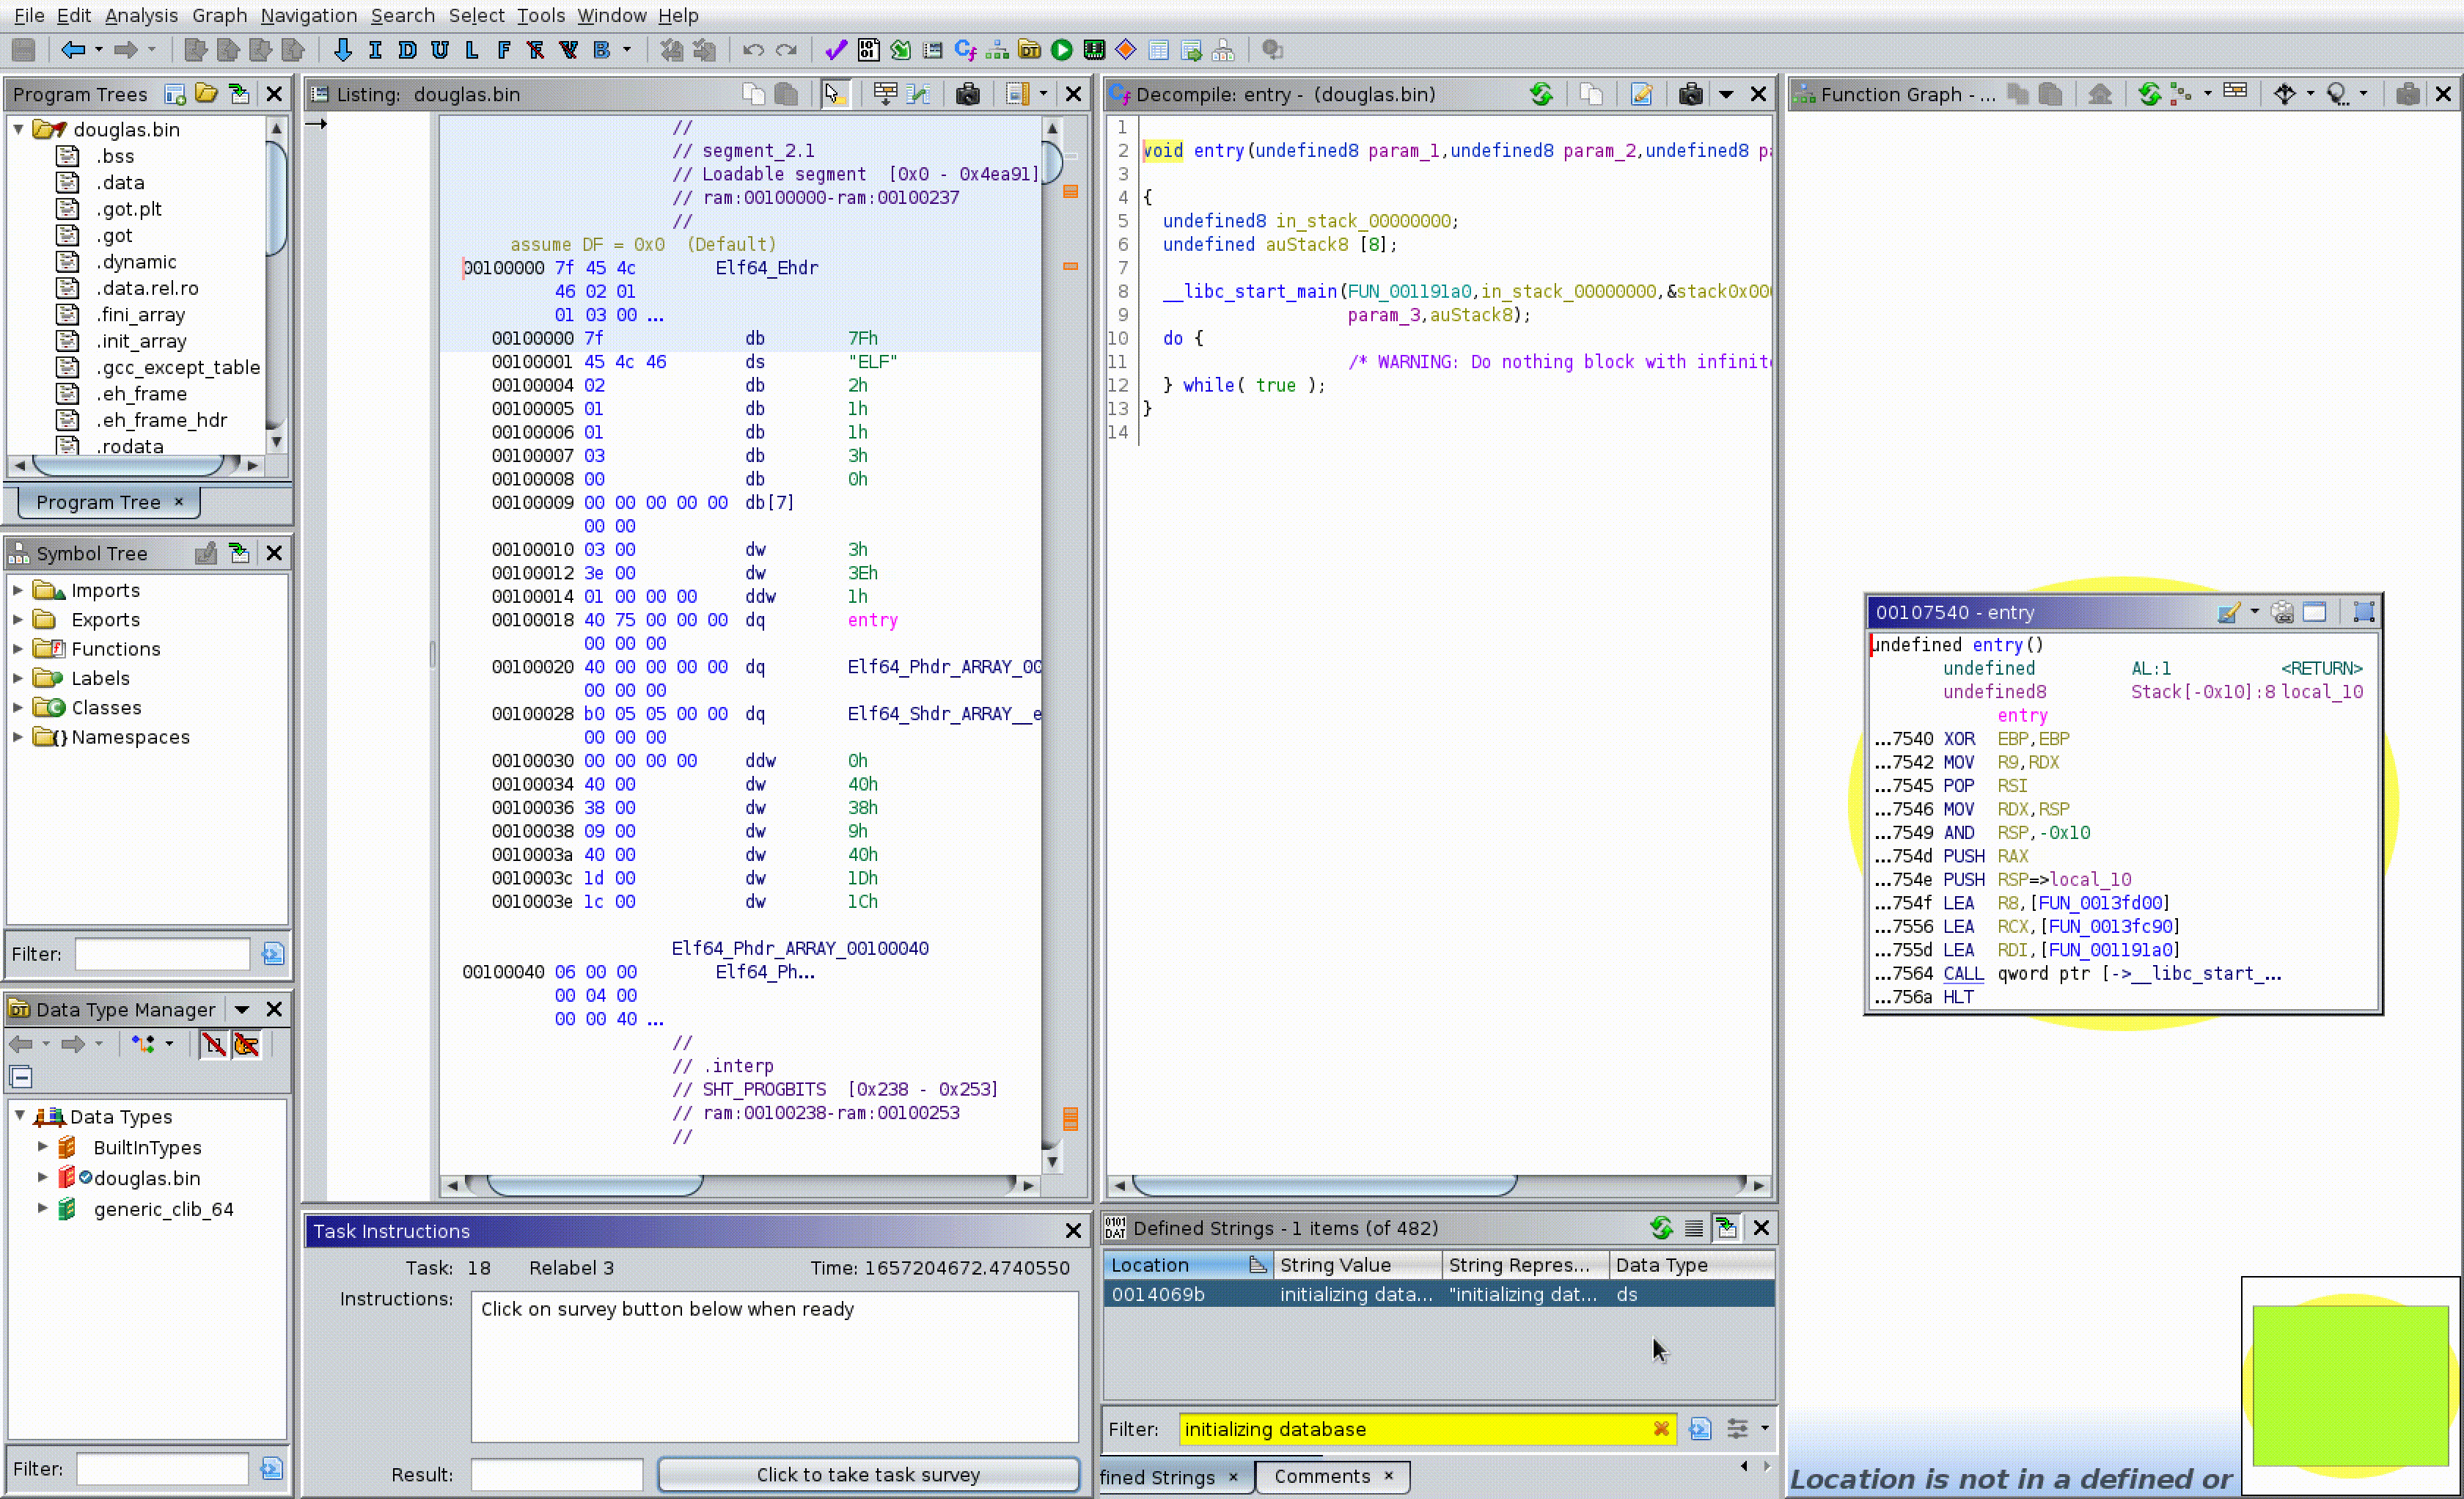 File Edit Analysis Graph Navigation Search Select Tools Window Help
I D U L F B
Program Trees
douglas.bin
.bss
.data
.got.plt
.got
.dynamic
.data.rel.ro
.fini_array
.init_array
.gcc_except_table
.eh_frame
.eh_frame_hdr
.rodata
Program Tree ×
Symbol Tree
Imports
Exports
Functions
Labels
Classes
Namespaces
Filter:
Data Type Manager
Data Types
BuiltInTypes
douglas.bin
generic_clib_64
Filter:
Listing: douglas.bin
//
// segment_2.1
// Loadable segment [0x0 - 0x4ea91]
// ram:00100000-ram:00100237
//
assume DF = 0x0 (Default)
00100000 7f 45 4c Elf64_Ehdr
46 02 01
01 03 00 ...
00100000 7f db 7Fh
00100001 45 4c 46 ds "ELF"
00100004 02 db 2h
00100005 01 db 1h
00100006 01 db 1h
00100007 03 db 3h
00100008 00 db 0h
00100009 00 00 00 00 00 db[7]
00 00
00100010 03 00 dw 3h
00100012 3e 00 dw 3Eh
00100014 01 00 00 00 ddw 1h
00100018 40 75 00 00 00 dq entry
00 00 00
00100020 40 00 00 00 00 dq Elf64_Phdr_ARRAY_00
00 00 00
00100028 b0 05 05 00 00 dq Elf64_Shdr_ARRAY__e
00 00 00
00100030 00 00 00 00 ddw 0h
00100034 40 00 dw 40h
00100036 38 00 dw 38h
00100038 09 00 dw 9h
0010003a 40 00 dw 40h
0010003c 1d 00 dw 1Dh
0010003e 1c 00 dw 1Ch
Elf64_Phdr_ARRAY_00100040
00100040 06 00 00 Elf64_Ph...
00 04 00
00 00 40 ...
//
// .interp
// SHT_PROGBITS [0x238 - 0x253]
// ram:00100238-ram:00100253
//
Task Instructions
Task: 18 Relabel 3 Time: 1657204672.4740550
Instructions: Click on survey button below when ready
Result: Click to take task survey
Decompile: entry - (douglas.bin)
1
2 void entry(undefined8 param_1,undefined8 param_2,undefined8 pa
3
4 {
5 undefined8 in_stack_00000000;
6 undefined auStack8 [8];
7
8 __libc_start_main(FUN_001191a0,in_stack_00000000,&stack0x000
9 param_3,auStack8);
10 do {
11 /* WARNING: Do nothing block with infinite
12 } while( true );
13 }
14
0101 DAT Defined Strings - 1 items (of 482)
Location String Value String Repres... Data Type
0014069b initializing data... "initializing dat... ds
Filter: initializing database
fined Strings × Comments ×
Function Graph - ...
00107540 - entry
undefined entry()
undefined AL:1 <RETURN>
undefined8 Stack[-0x10]:8 local_10
entry
...7540 XOR EBP,EBP
...7542 MOV R9,RDX
...7545 POP RSI
...7546 MOV RDX,RSP
...7549 AND RSP,-0x10
...754d PUSH RAX
...754e PUSH RSP=>local_10
...754f LEA R8,[FUN_0013fd00]
...7556 LEA RCX,[FUN_0013fc90]
...755d LEA RDI,[FUN_001191a0]
...7564 CALL qword ptr [->__libc_start_...
...756a HLT
Location is not in a defined or